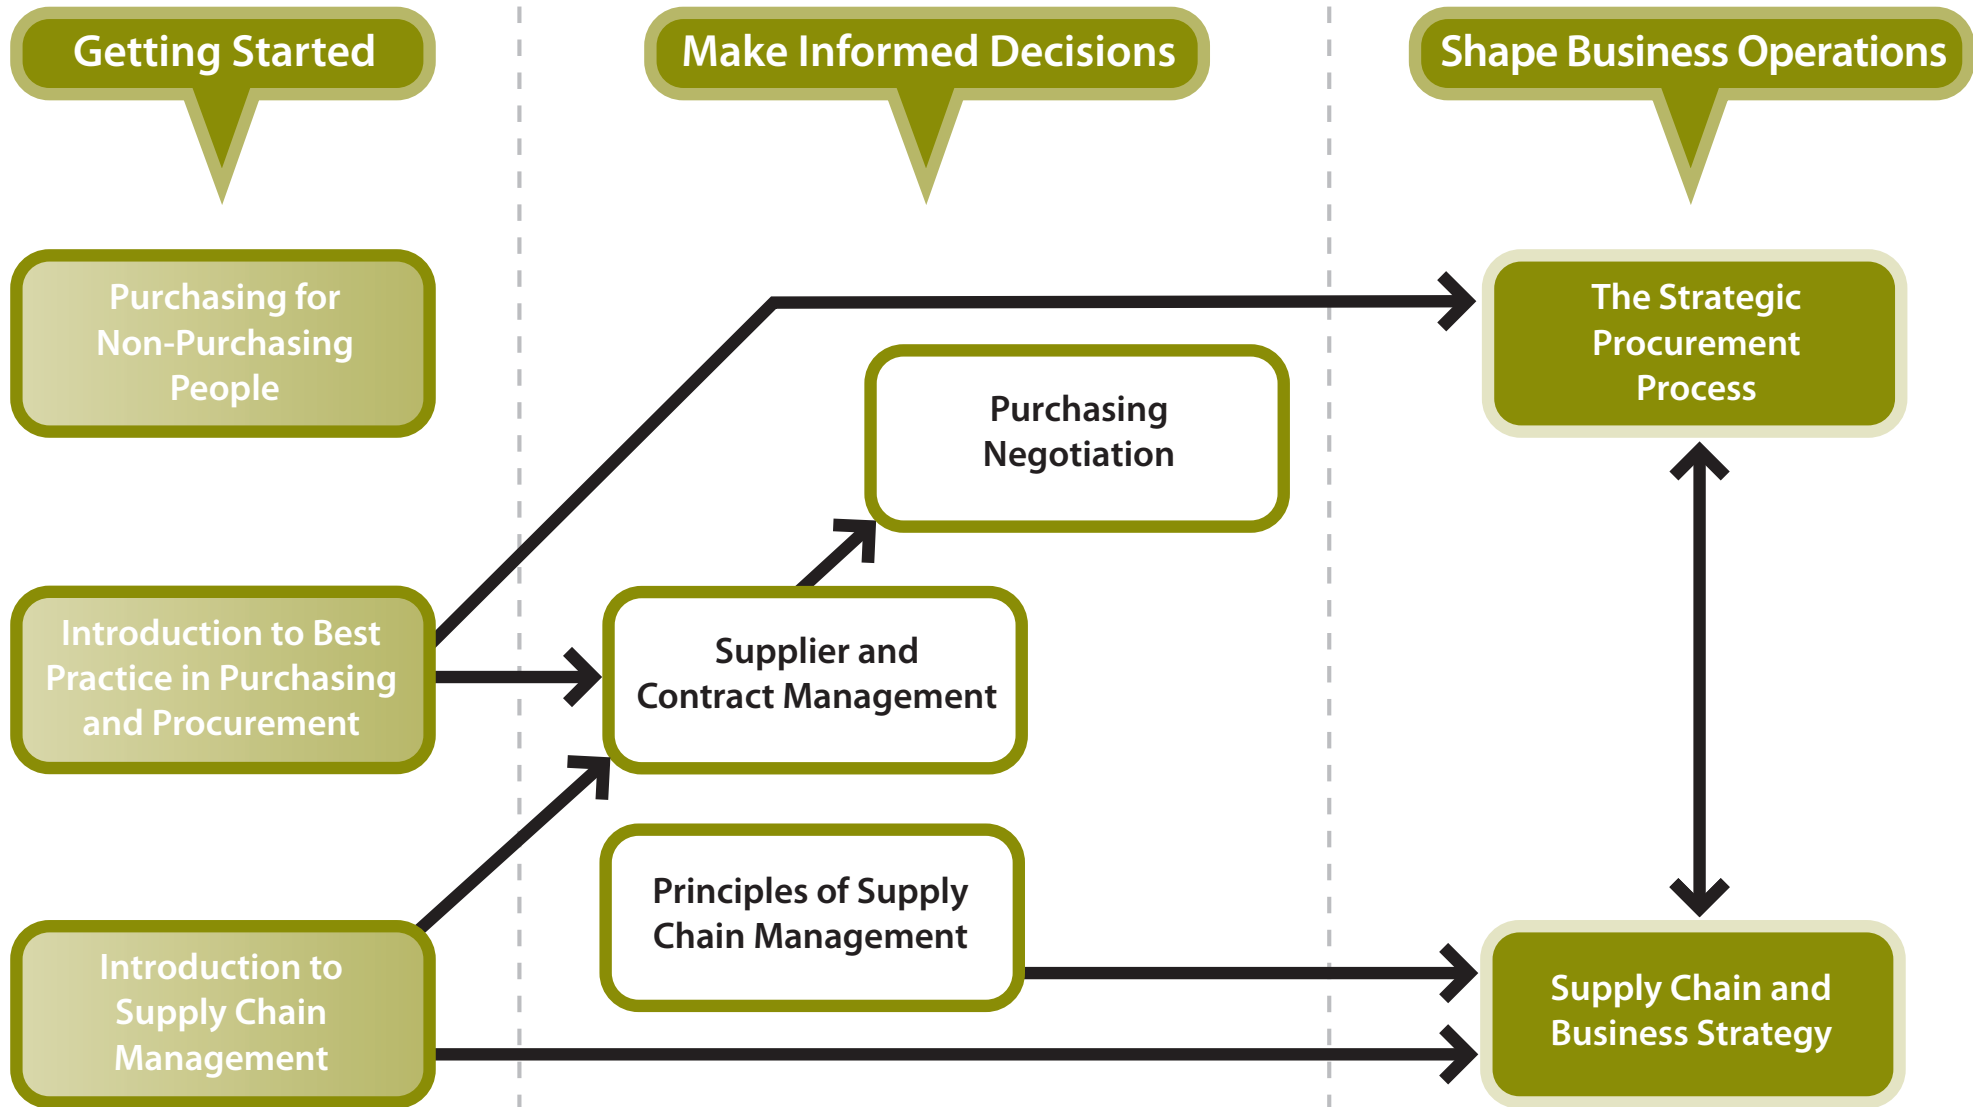 Getting Started
Make Informed Decisions
Shape Business Operations
Purchasing for
Non-Purchasing
People
The Strategic
Procurement
Process
Purchasing
Negotiation
Introduction to Best
Practice in Purchasing
and Procurement
Supplier and
Contract Management
Principles of Supply
Chain Management
Introduction to
Supply Chain
Management
Supply Chain and
Business Strategy